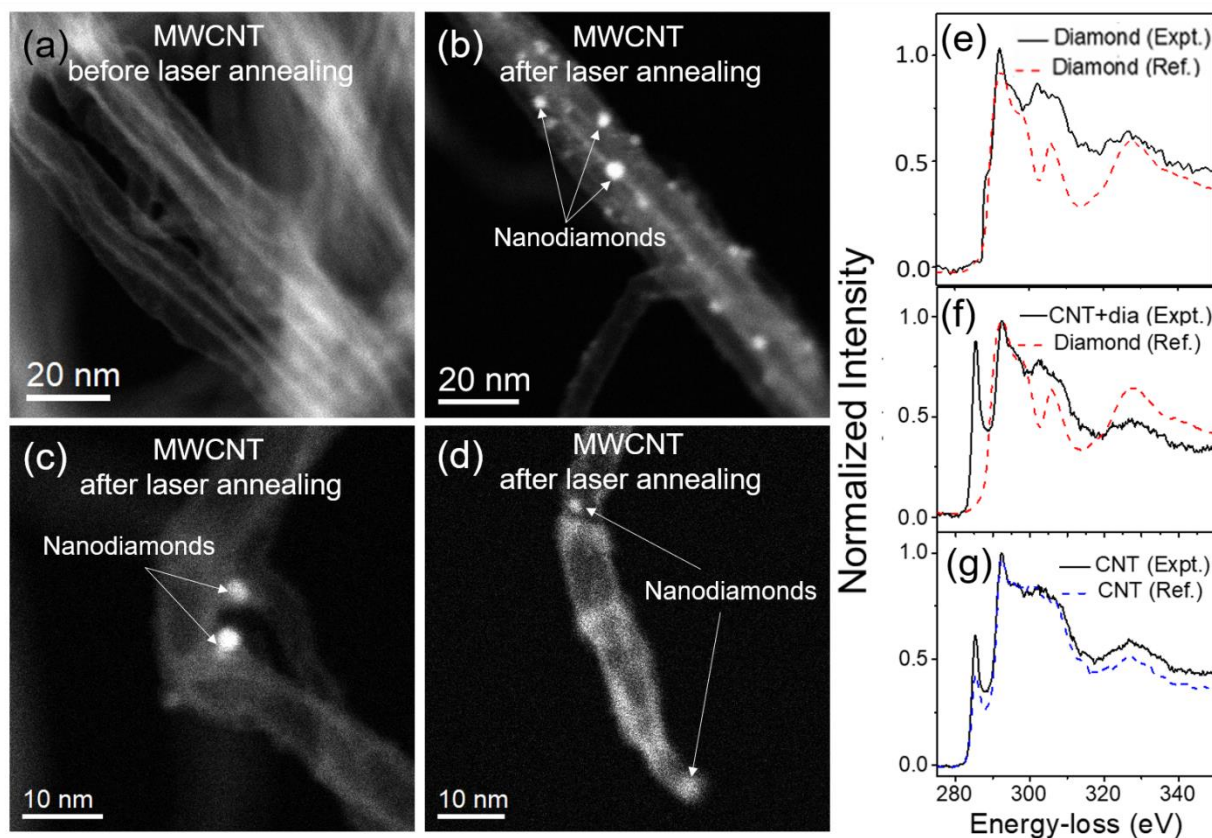 (a)
MWCNT
before laser annealing
20 nm
(b)
MWCNT
after laser annealing
Nanodiamonds
20 nm
(c)
MWCNT
after laser annealing
Nanodiamonds
10 nm
(d)
MWCNT
after laser annealing
Nanodiamonds
10 nm
Normalized Intensity
(e)
Diamond (Expt.)
Diamond (Ref.)
1.0
0.5
0.0
(f)
CNT+dia (Expt.)
Diamond (Ref.)
1.0
0.5
0.0
(g)
CNT (Expt.)
CNT (Ref.)
1.0
0.5
0.0
280 300 320 340
Energy-loss (eV)